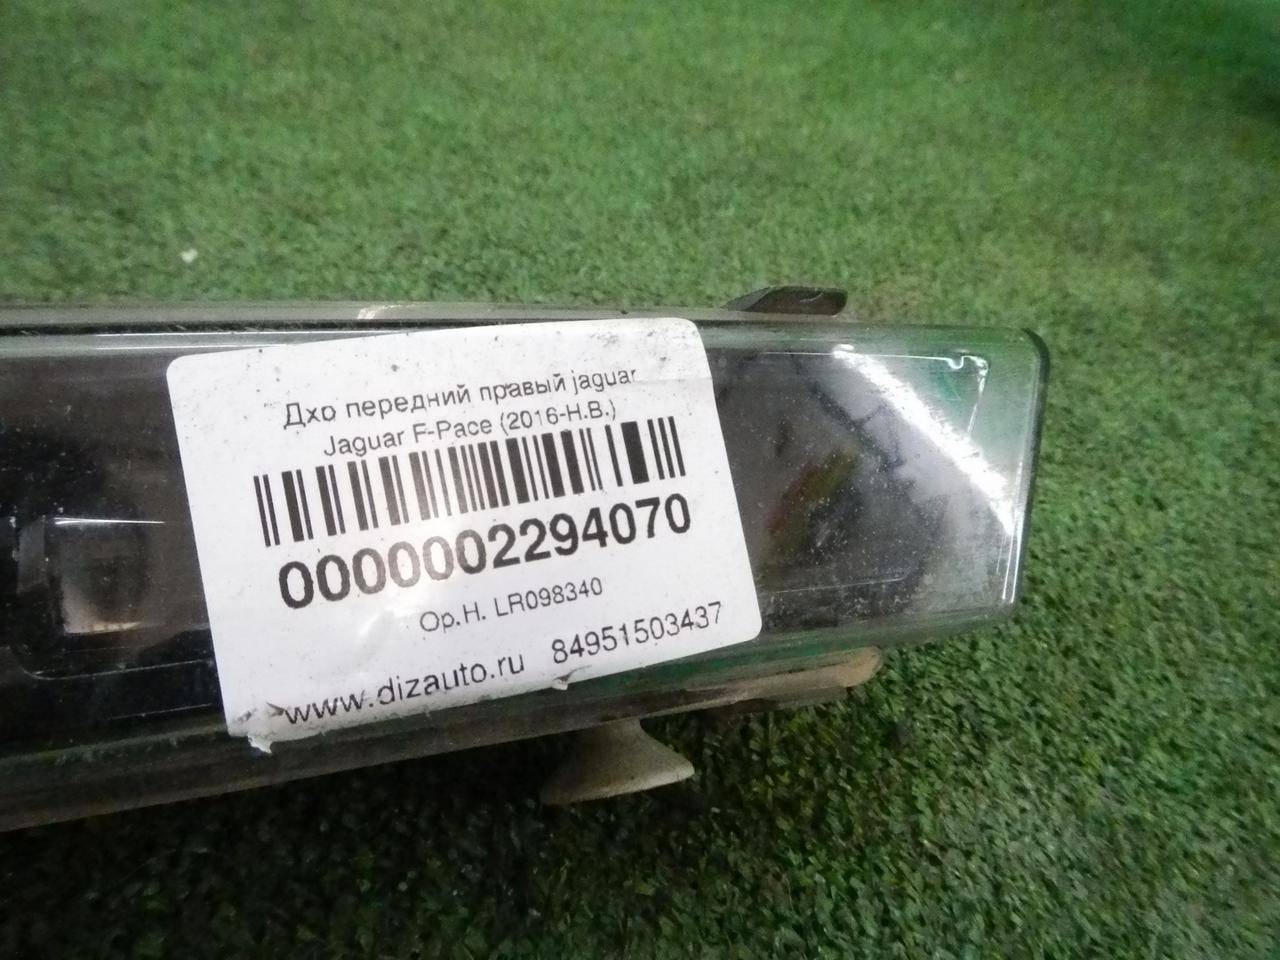 Дхо передний правый jaguar
Jaguar F-Pace (2016-Н.В.)
0000002294070
Ор.Н. LR098340
www.dizauto.ru 84951503437